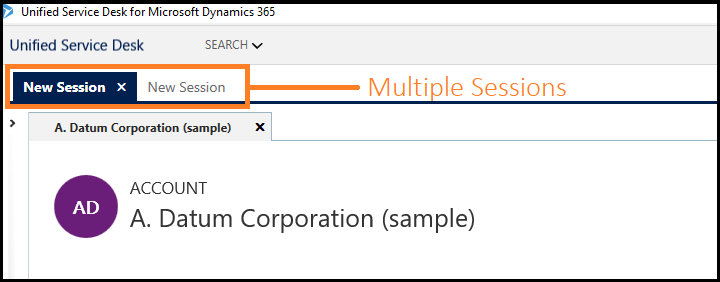 Unified Service Desk for Microsoft Dynamics 365
Unified Service Desk SEARCH
New Session × New Session Multiple Sessions
A. Datum Corporation (sample) ×
AD ACCOUNT
A. Datum Corporation (sample)